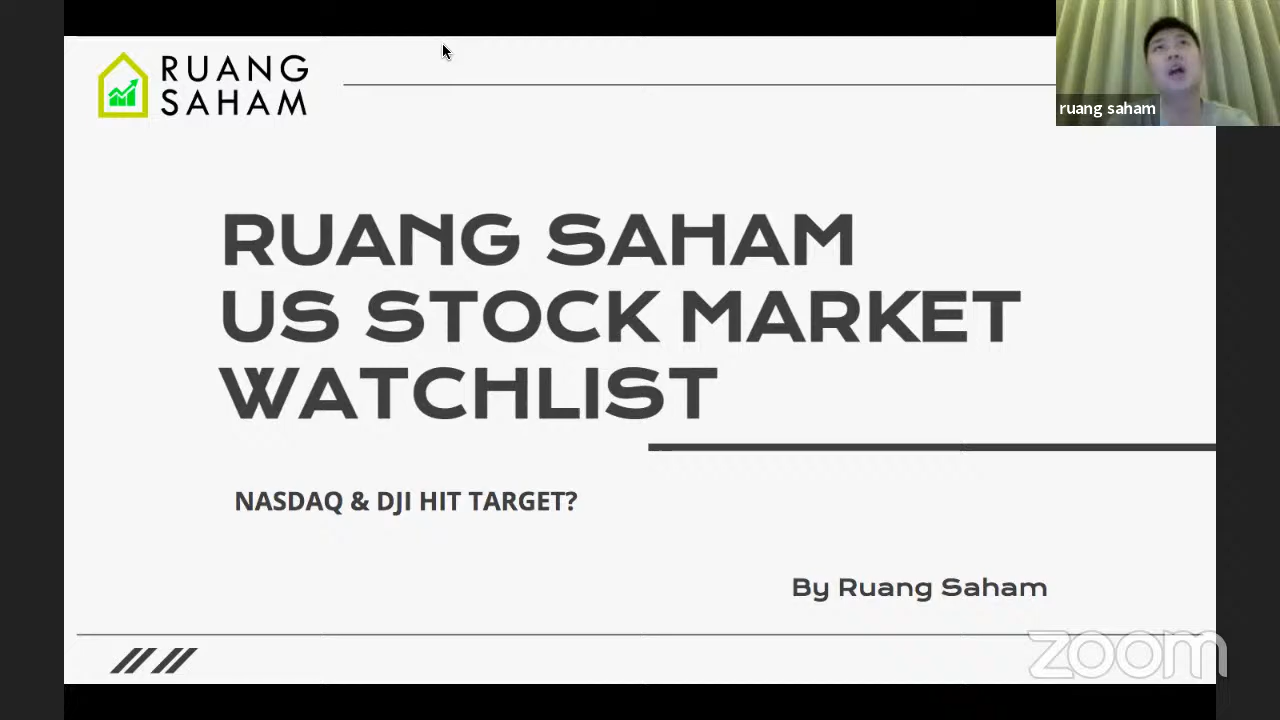 RUANG
SAHAM
ruang saham
RUANG SAHAM
US STOCK MARKET
WATCHLIST
NASDAQ & DJI HIT TARGET?
By Ruang Saham
zoom